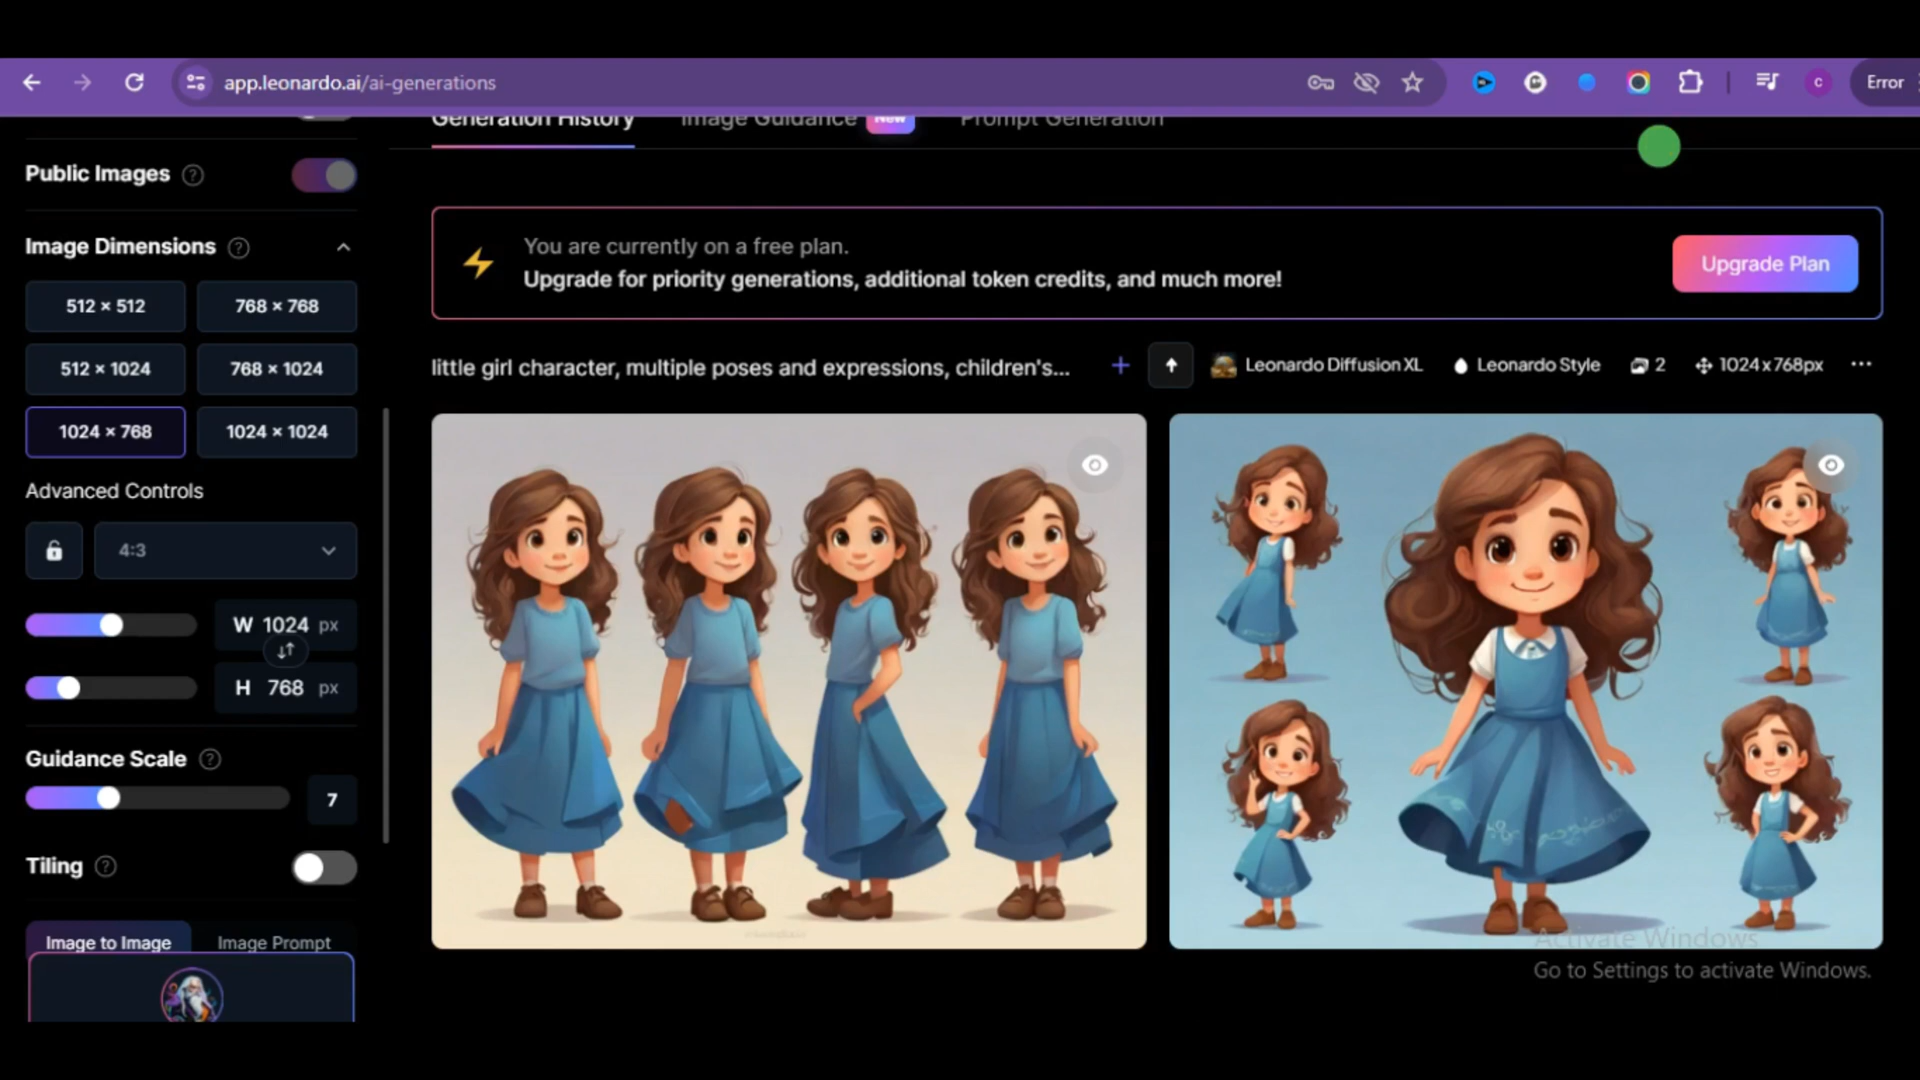 app.leonardo.ai/ai-generations
Error
Generation History
Image Guidance
New
Prompt Generation
Public Images
Image Dimensions
512 × 512
768 × 768
512 × 1024
768 × 1024
1024 × 768
1024 × 1024
Advanced Controls
4:3
W 1024 px
H 768 px
Guidance Scale
7
Tiling
Image to Image
Image Prompt
You are currently on a free plan.
Upgrade for priority generations, additional token credits, and much more!
Upgrade Plan
little girl character, multiple poses and expressions, children's...
Leonardo Diffusion XL
Leonardo Style
2
1024x768px
Activate Windows
Go to Settings to activate Windows.